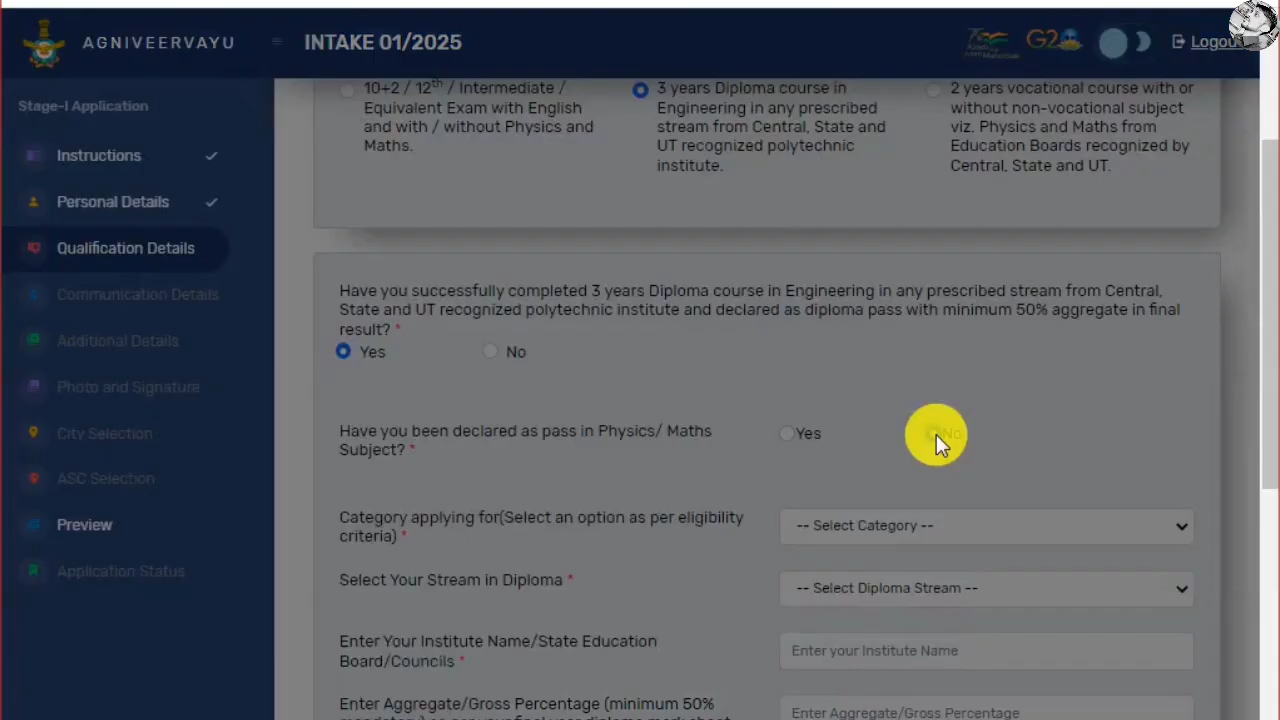 AGNIVEERVAYU
INTAKE 01/2025
G2
Logou
Stage-I Application
Instructions
Personal Details
Qualification Details
Communication Details
Additional Details
Photo and Signature
City Selection
ASC Selection
Preview
Application Status
10+2 / 12th / Intermediate /
Equivalent Exam with English
and with / without Physics and
Maths.
3 years Diploma course in
Engineering in any prescribed
stream from Central, State and
UT recognized polytechnic
institute.
2 years vocational course with or
without non-vocational subject
viz. Physics and Maths from
Education Boards recognized by
Central, State and UT.
Have you successfully completed 3 years Diploma course in Engineering in any prescribed stream from Central,
State and UT recognized polytechnic institute and declared as diploma pass with minimum 50% aggregate in final
result? *
Yes No
Have you been declared as pass in Physics/ Maths
Subject? *
Yes No
Category applying for(Select an option as per eligibility
criteria) *
-- Select Category --
Select Your Stream in Diploma *
-- Select Diploma Stream --
Enter Your Institute Name/State Education
Board/Councils *
Enter your Institute Name
Enter Aggregate/Gross Percentage (minimum 50%
Enter Aggregate/Gross Percentage